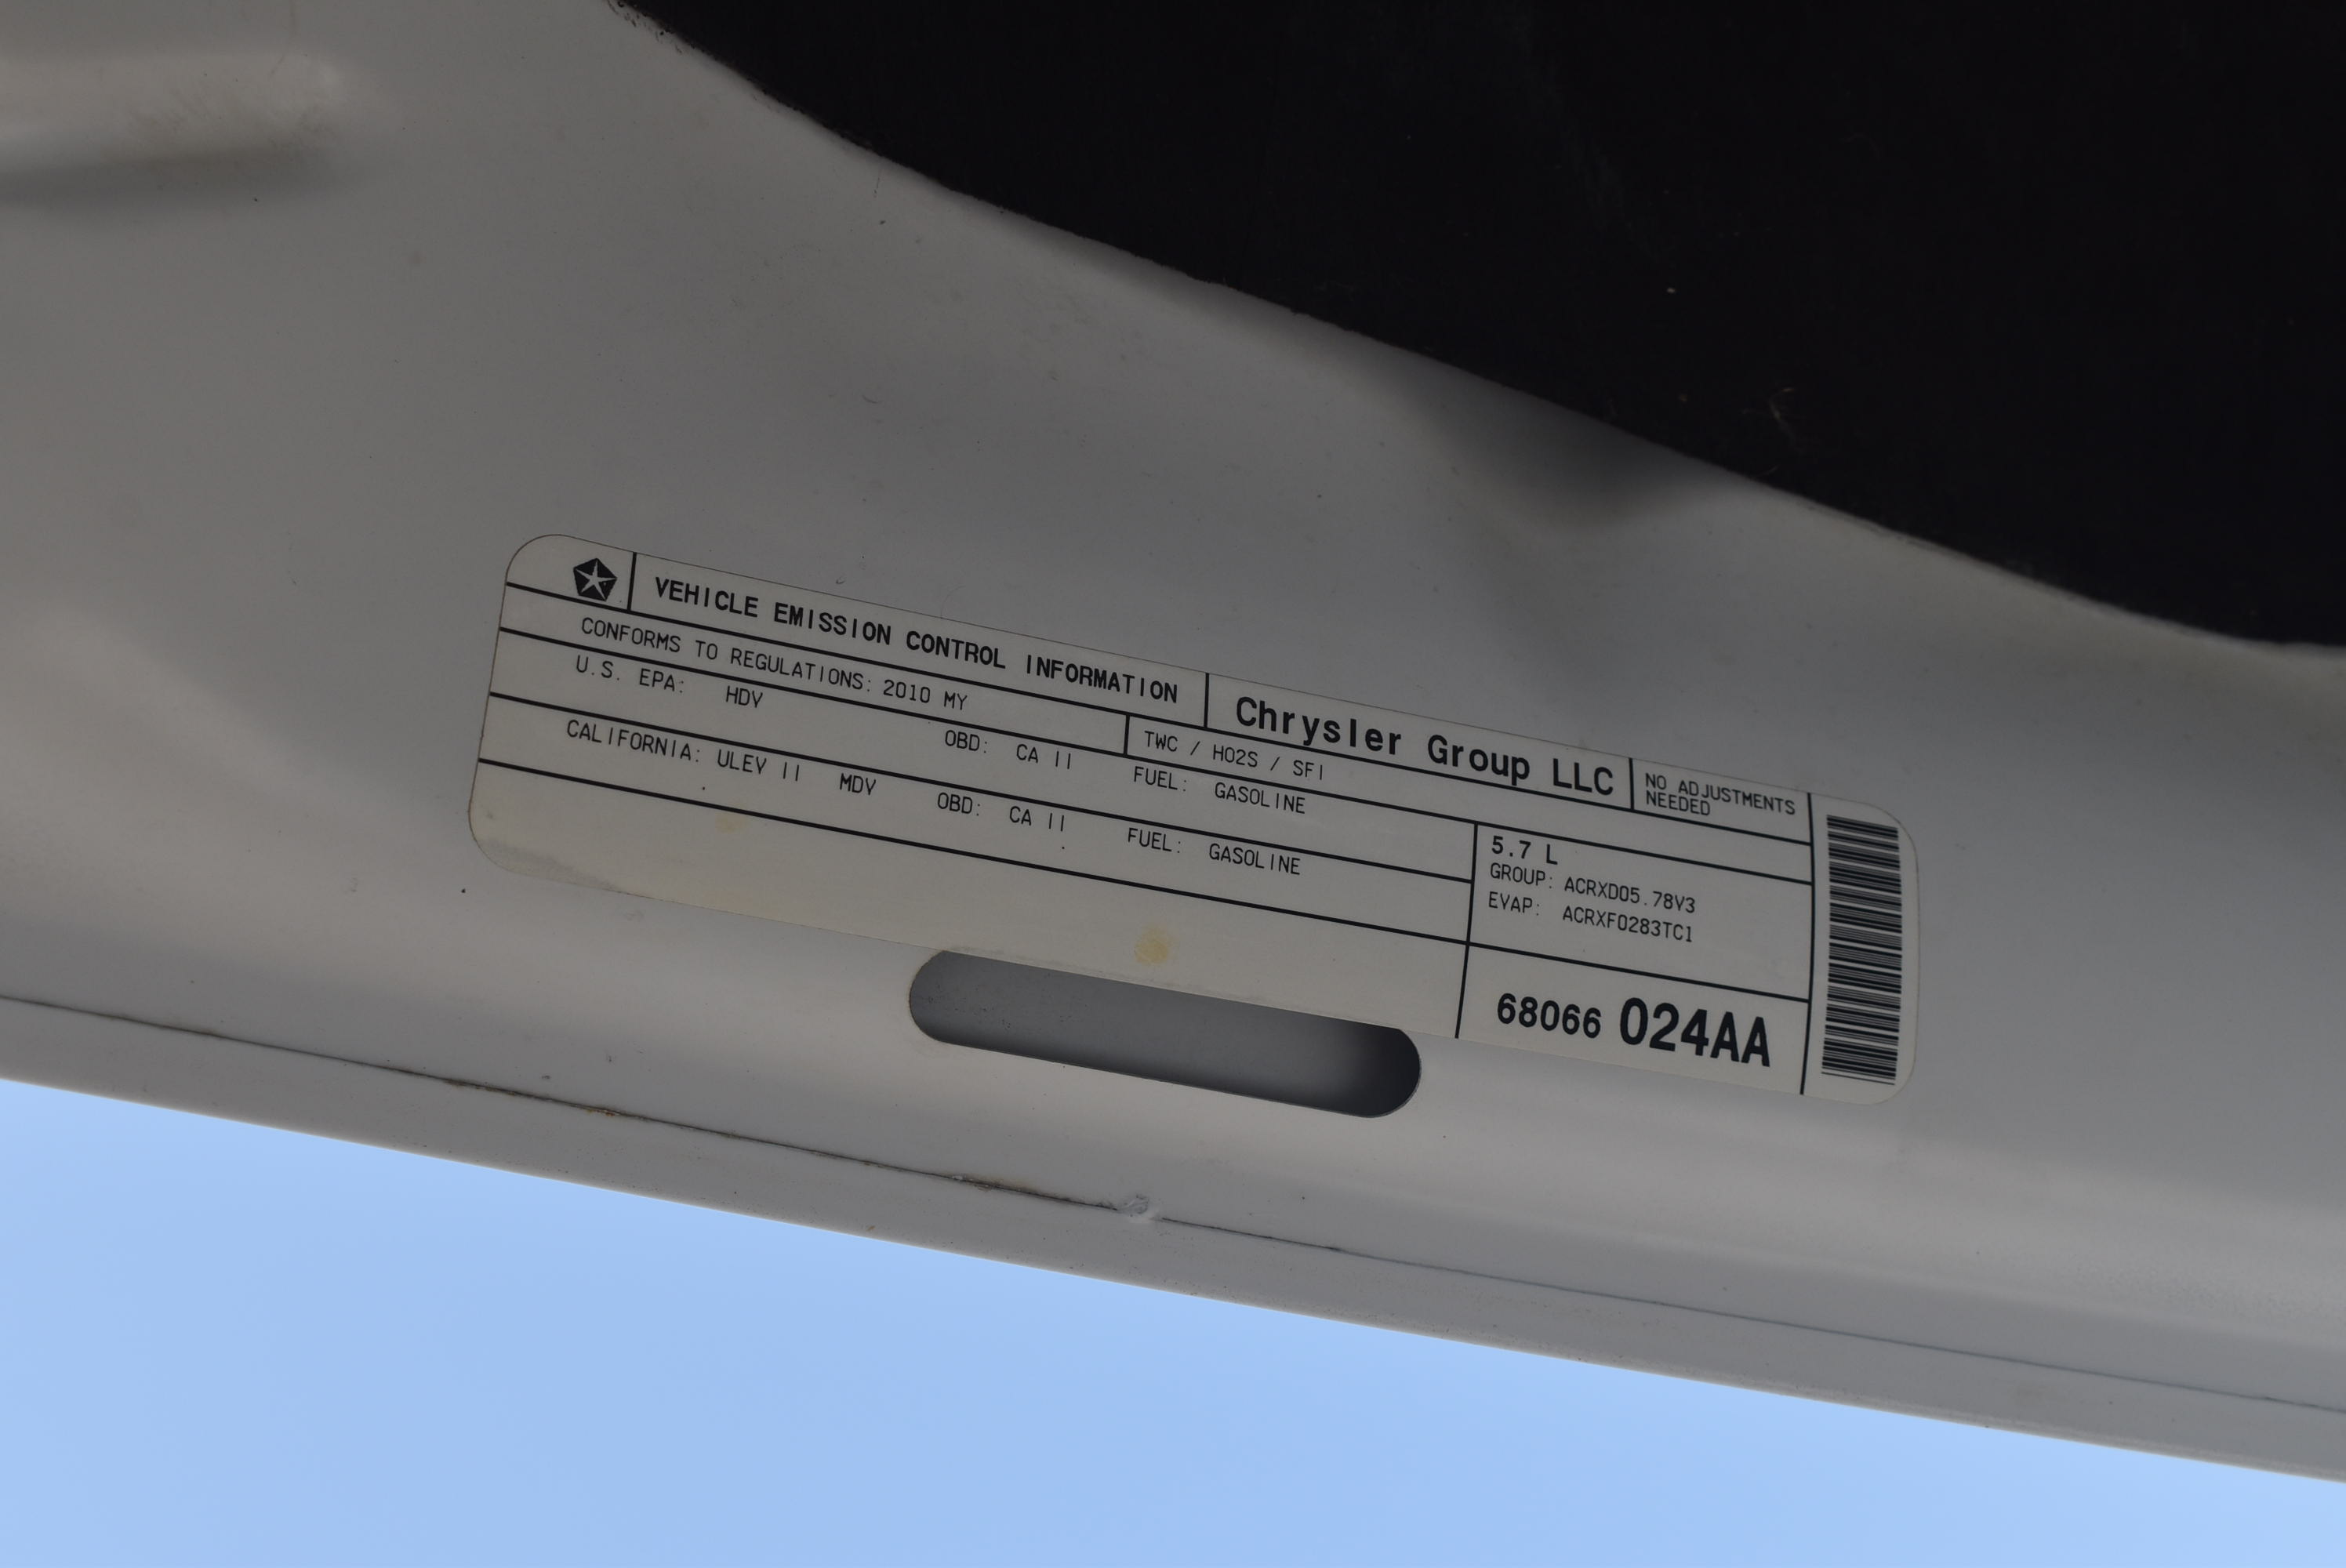 VEHICLE EMISSION CONTROL INFORMATION
Chrysler Group LLC
NO ADJUSTMENTS
NEEDED
CONFORMS TO REGULATIONS: 2010 MY
TWC / HO2S / SFI
U.S. EPA: HDV OBD: CA II FUEL: GASOLINE
CALIFORNIA: ULEV II MDV OBD: CA II FUEL: GASOLINE
5.7 L
GROUP: ACRXD05.78V3
EVAP: ACRXF0283TC1
68066 024AA